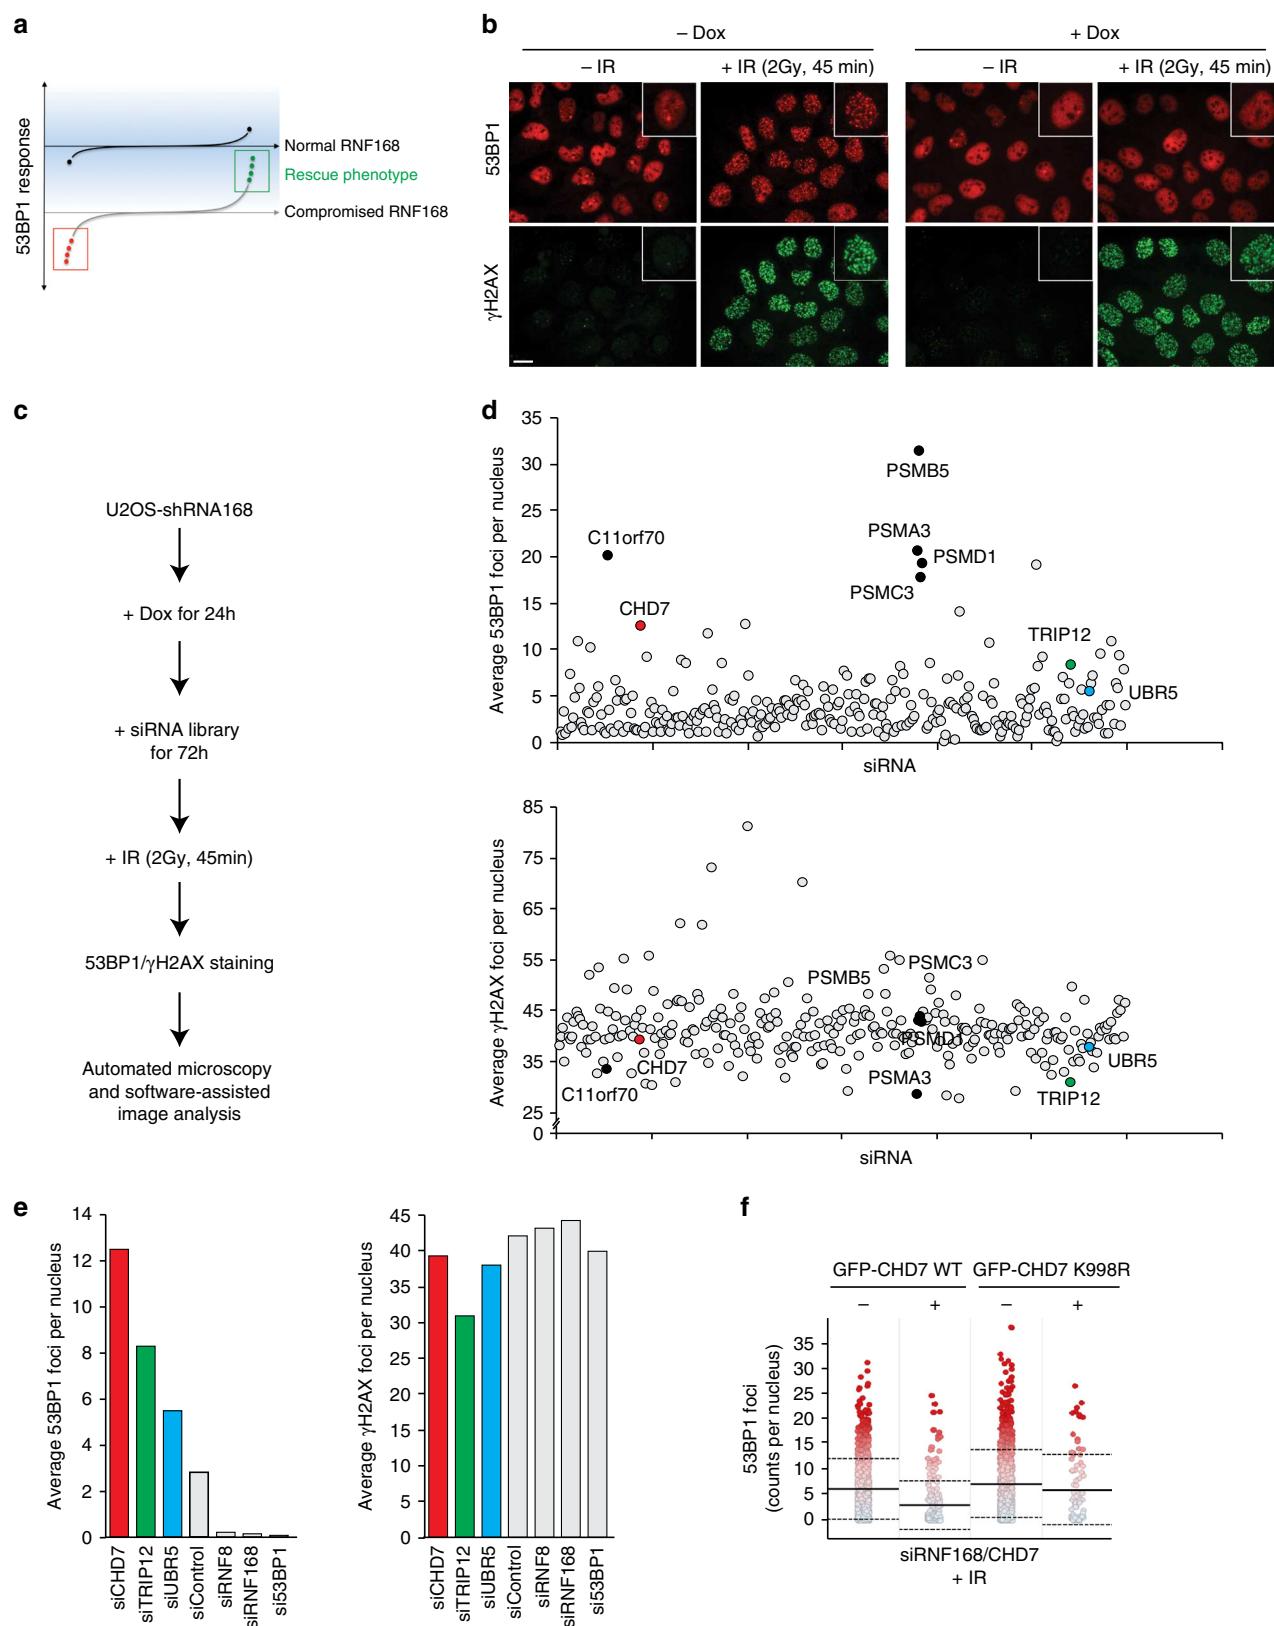 a
53BP1 response
Normal RNF168
Rescue phenotype
Compromised RNF168
b
– Dox
+ Dox
– IR
+ IR (2Gy, 45 min)
– IR
+ IR (2Gy, 45 min)
53BP1
γH2AX
c
U2OS-shRNA168
+ Dox for 24h
+ siRNA library
for 72h
+ IR (2Gy, 45min)
53BP1/γH2AX staining
Automated microscopy
and software-assisted
image analysis
d
Average 53BP1 foci per nucleus
35
30
25
20
15
10
5
0
C11orf70
CHD7
PSMB5
PSMA3
PSMD1
PSMC3
TRIP12
UBR5
siRNA
Average γH2AX foci per nucleus
85
75
65
55
45
35
25
0
PSMB5
PSMC3
PSMD1
CHD7
C11orf70
PSMA3
UBR5
TRIP12
siRNA
e
Average 53BP1 foci per nucleus
14
12
10
8
6
4
2
0
siCHD7
siTRIP12
siUBR5
siControl
siRNF8
siRNF168
si53BP1
Average γH2AX foci per nucleus
45
40
35
30
25
20
15
10
5
0
siCHD7
siTRIP12
siUBR5
siControl
siRNF8
siRNF168
si53BP1
f
GFP-CHD7 WT
GFP-CHD7 K998R
– + – +
53BP1 foci
(counts per nucleus)
35
30
25
20
15
10
5
0
siRNF168/CHD7
+ IR